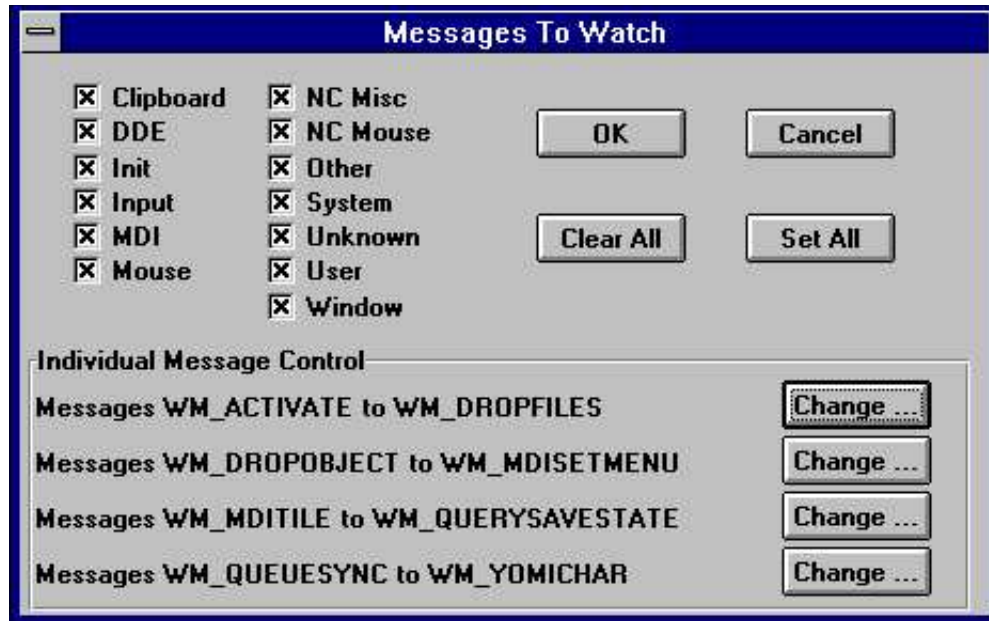 Messages To Watch
Clipboard NC Misc
DDE NC Mouse OK Cancel
Init Other
Input System
MDI Unknown Clear All Set All
Mouse User
Window
Individual Message Control
Messages WM_ACTIVATE to WM_DROPFILES Change ...
Messages WM_DROPOBJECT to WM_MDISETMENU Change ...
Messages WM_MDITILE to WM_QUERYSAVESTATE Change ...
Messages WM_QUEUESYNC to WM_YOMICHAR Change ...